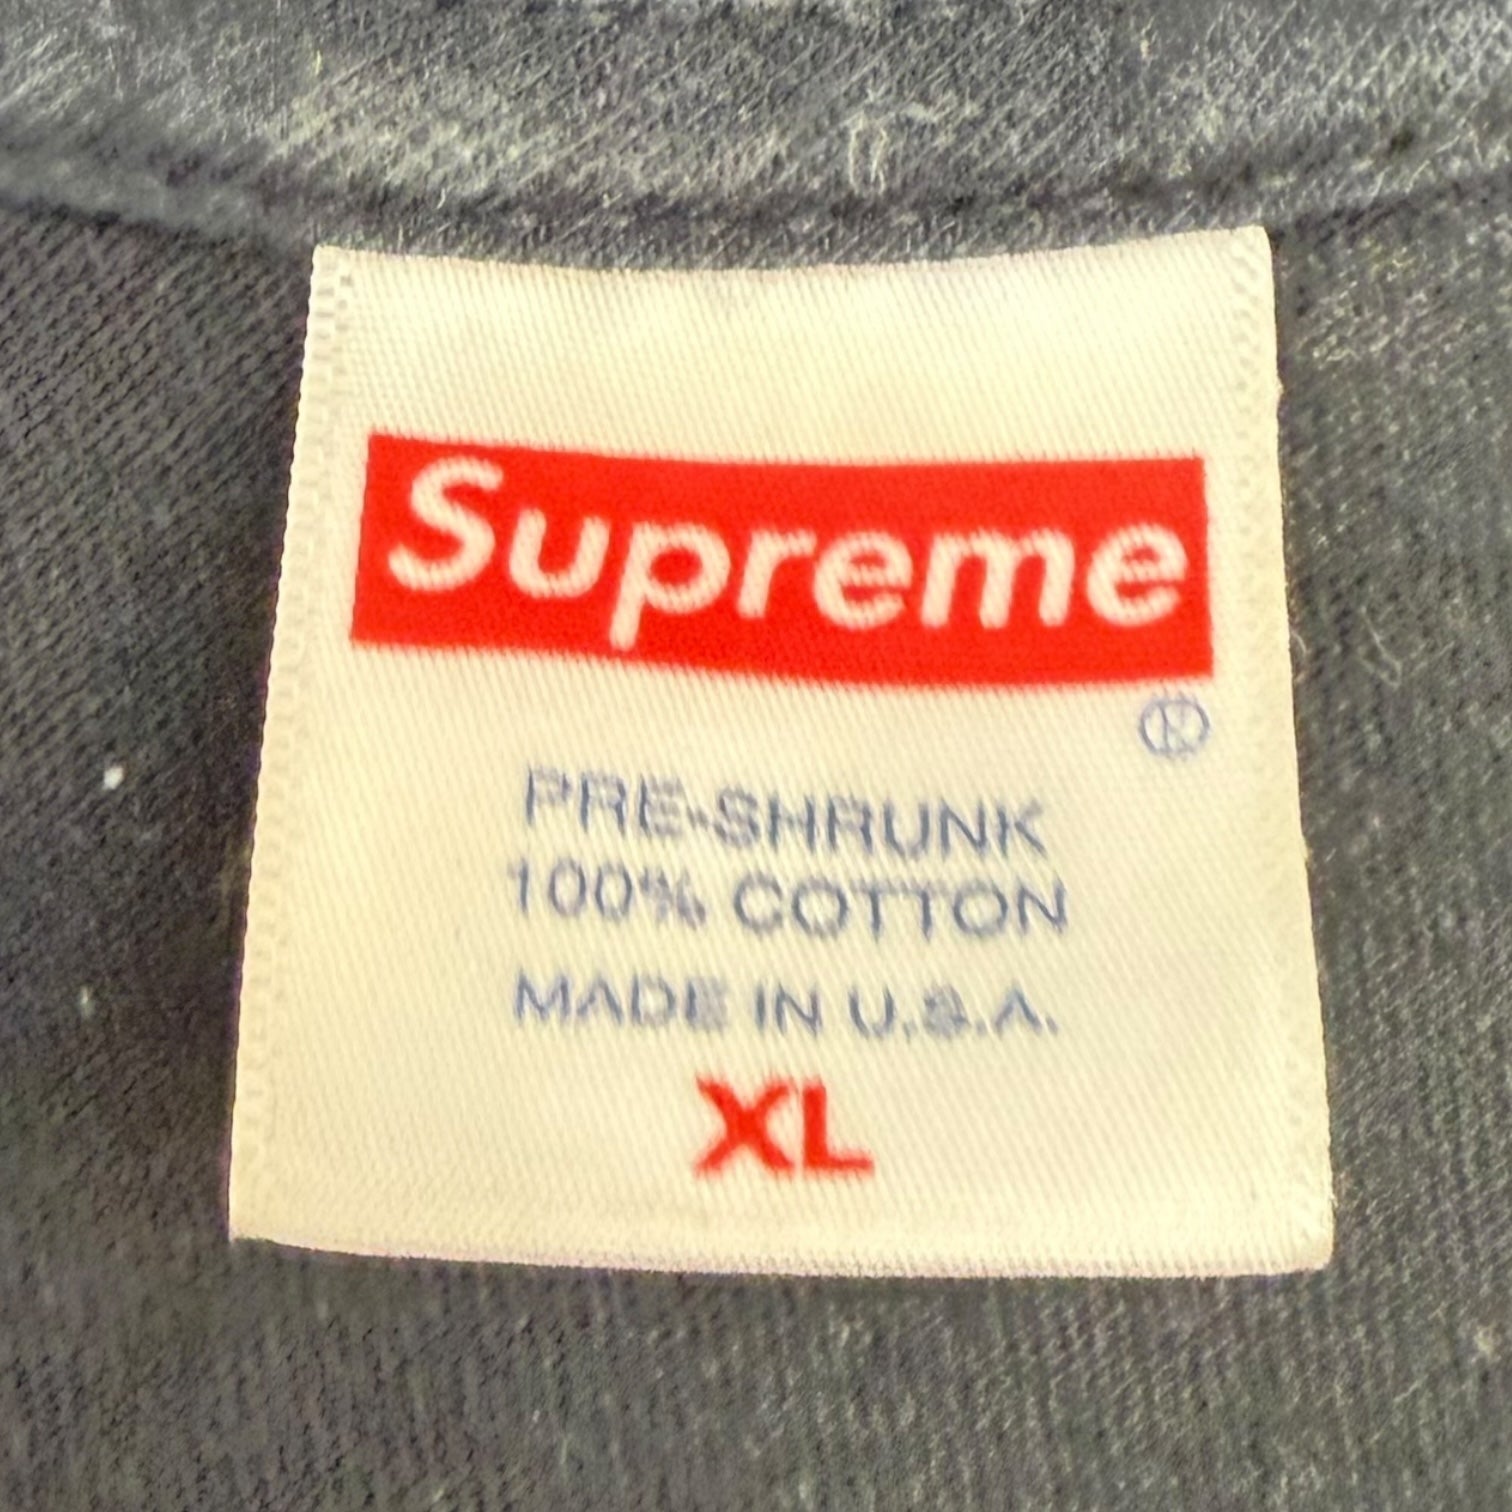 Supreme
®
PRE-SHRUNK
100% COTTON
MADE IN U.S.A.
XL